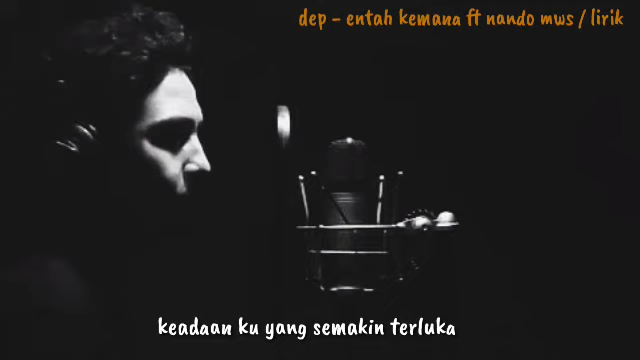 dep - entah kemana ft nando mws / lirik
keadaan ku yang semakin terluka